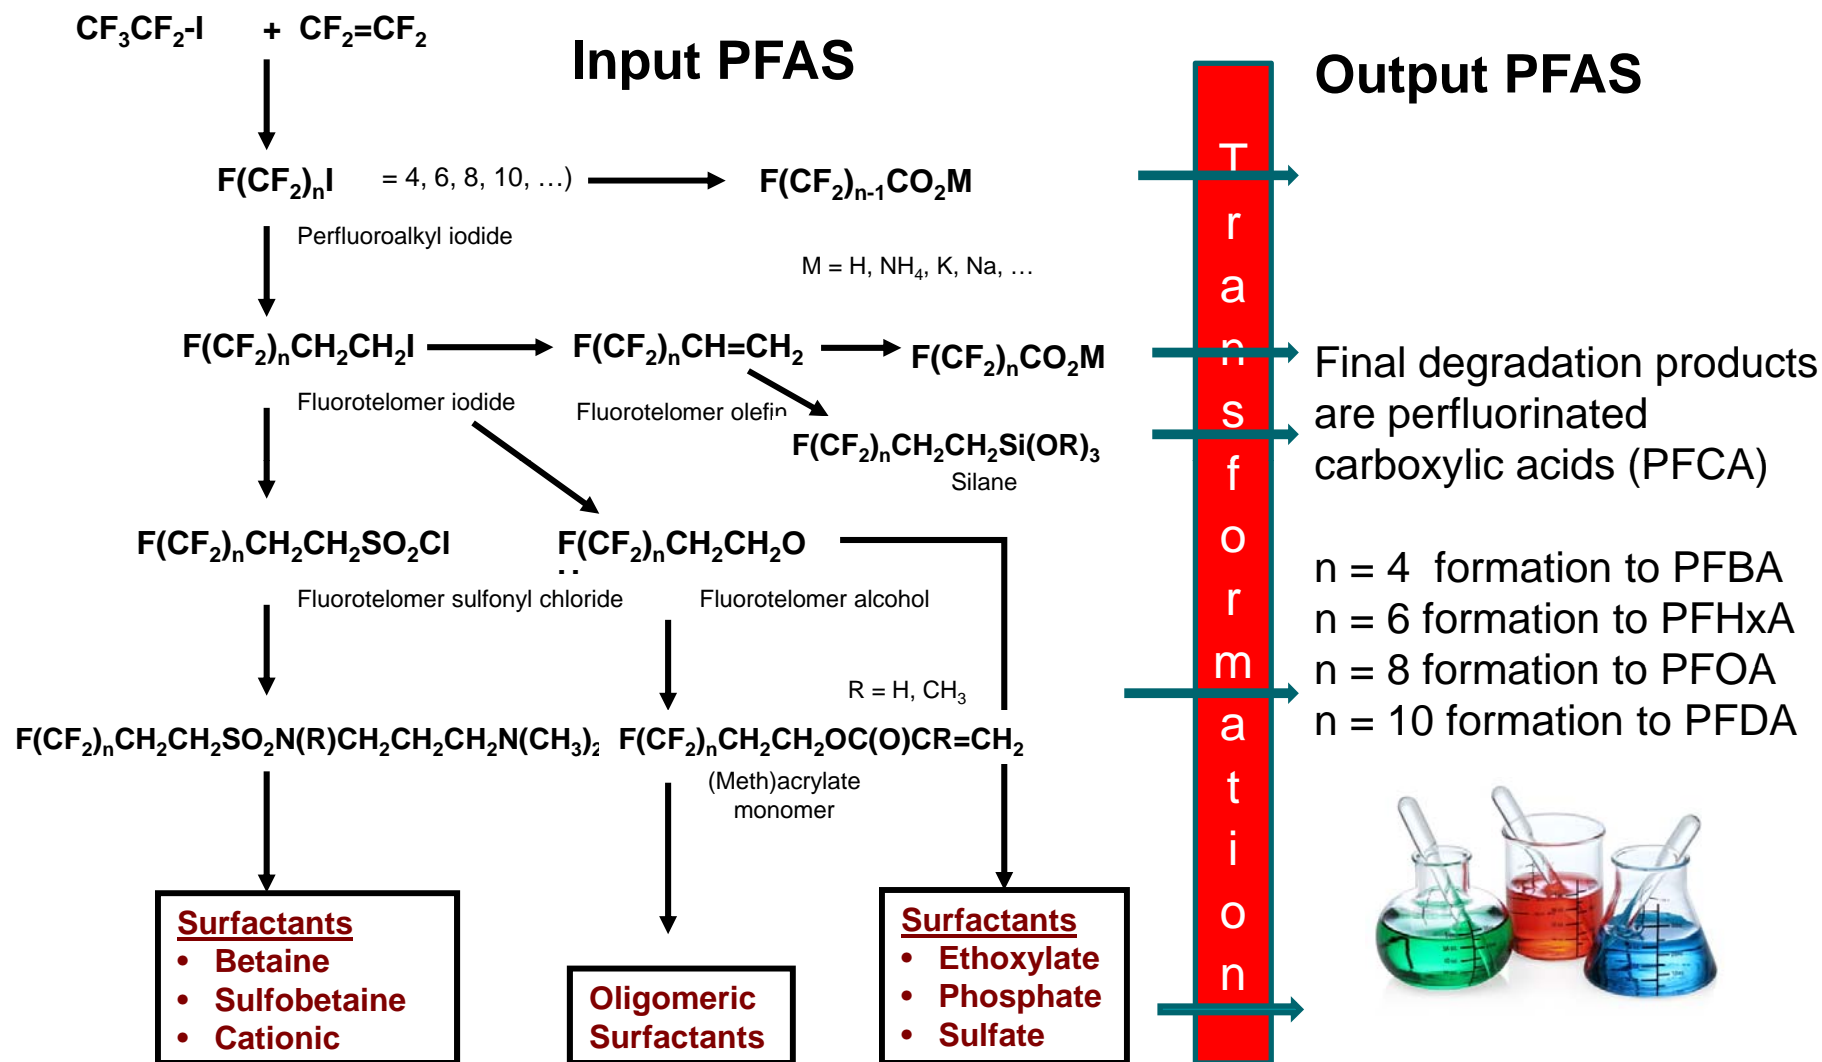 CF₃CF₂-I + CF₂=CF₂
Input PFAS
Output PFAS
F(CF₂)ₙI = 4, 6, 8, 10, …) F(CF₂)ₙ₋₁CO₂M
Perfluoroalkyl iodide
M = H, NH₄, K, Na, …
F(CF₂)ₙCH₂CH₂I F(CF₂)ₙCH=CH₂ F(CF₂)ₙCO₂M
Fluorotelomer iodide
Fluorotelomer olefin
F(CF₂)ₙCH₂CH₂Si(OR)₃
Silane
F(CF₂)ₙCH₂CH₂SO₂Cl F(CF₂)ₙCH₂CH₂O
Fluorotelomer sulfonyl chloride
Fluorotelomer alcohol
R = H, CH₃
F(CF₂)ₙCH₂CH₂SO₂N(R)CH₂CH₂CH₂N(CH₃)₂ F(CF₂)ₙCH₂CH₂OC(O)CR=CH₂
(Meth)acrylate
monomer
Surfactants
• Betaine
• Sulfobetaine
• Cationic
Oligomeric
Surfactants
Surfactants
• Ethoxylate
• Phosphate
• Sulfate
T
r
a
n
s
f
o
r
m
a
t
i
o
n
Final degradation products
are perfluorinated
carboxylic acids (PFCA)
n = 4 formation to PFBA
n = 6 formation to PFHxA
n = 8 formation to PFOA
n = 10 formation to PFDA